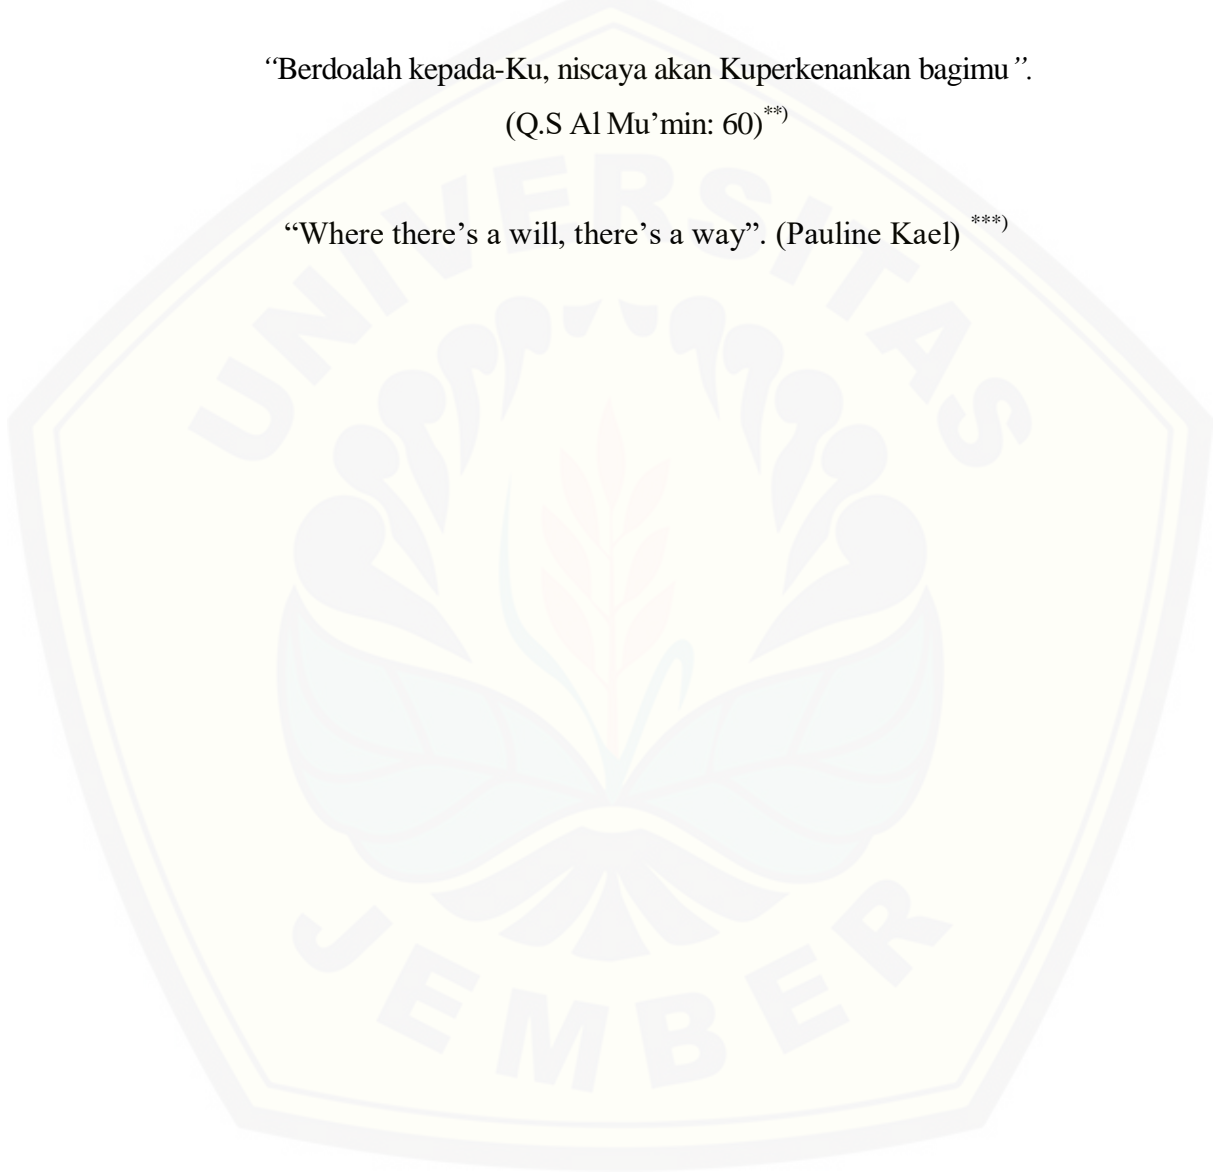 “Berdoalah kepada-Ku, niscaya akan Kuperkenankan bagimu”.
(Q.S Al Mu’min: 60)**)
“Where there’s a will, there’s a way”. (Pauline Kael) ***)
UNIVERSITAS
JEMBER